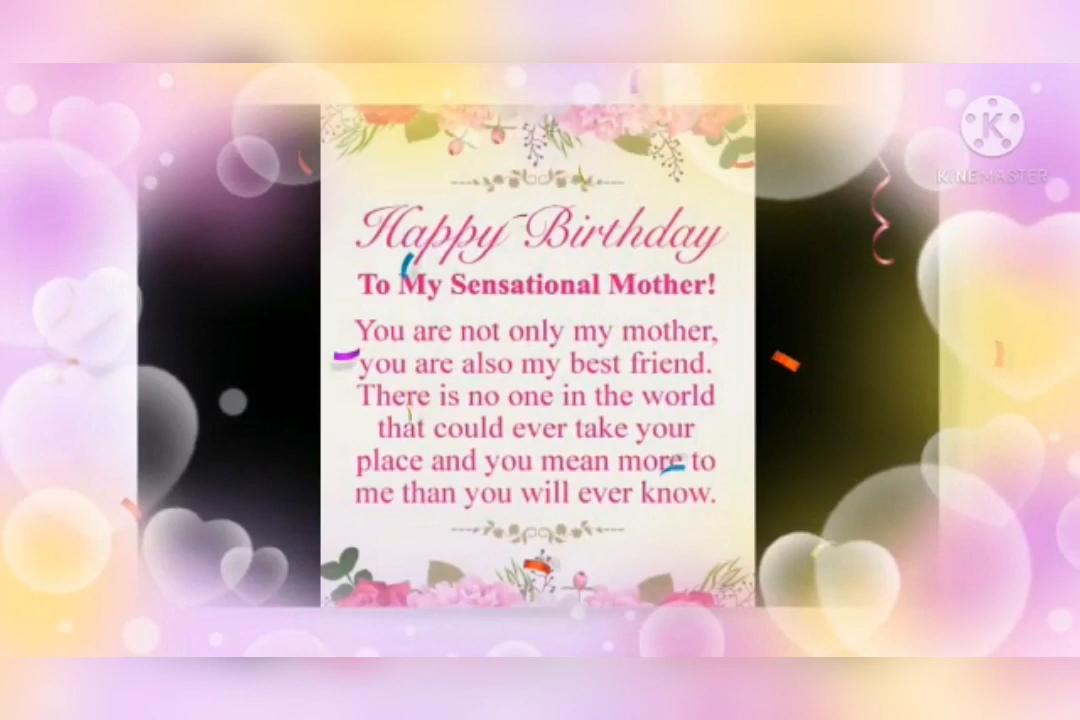 Happy Birthday
To My Sensational Mother!
You are not only my mother,
you are also my best friend.
There is no one in the world
that could ever take your
place and you mean more to
me than you will ever know.
K
KINEMASTER